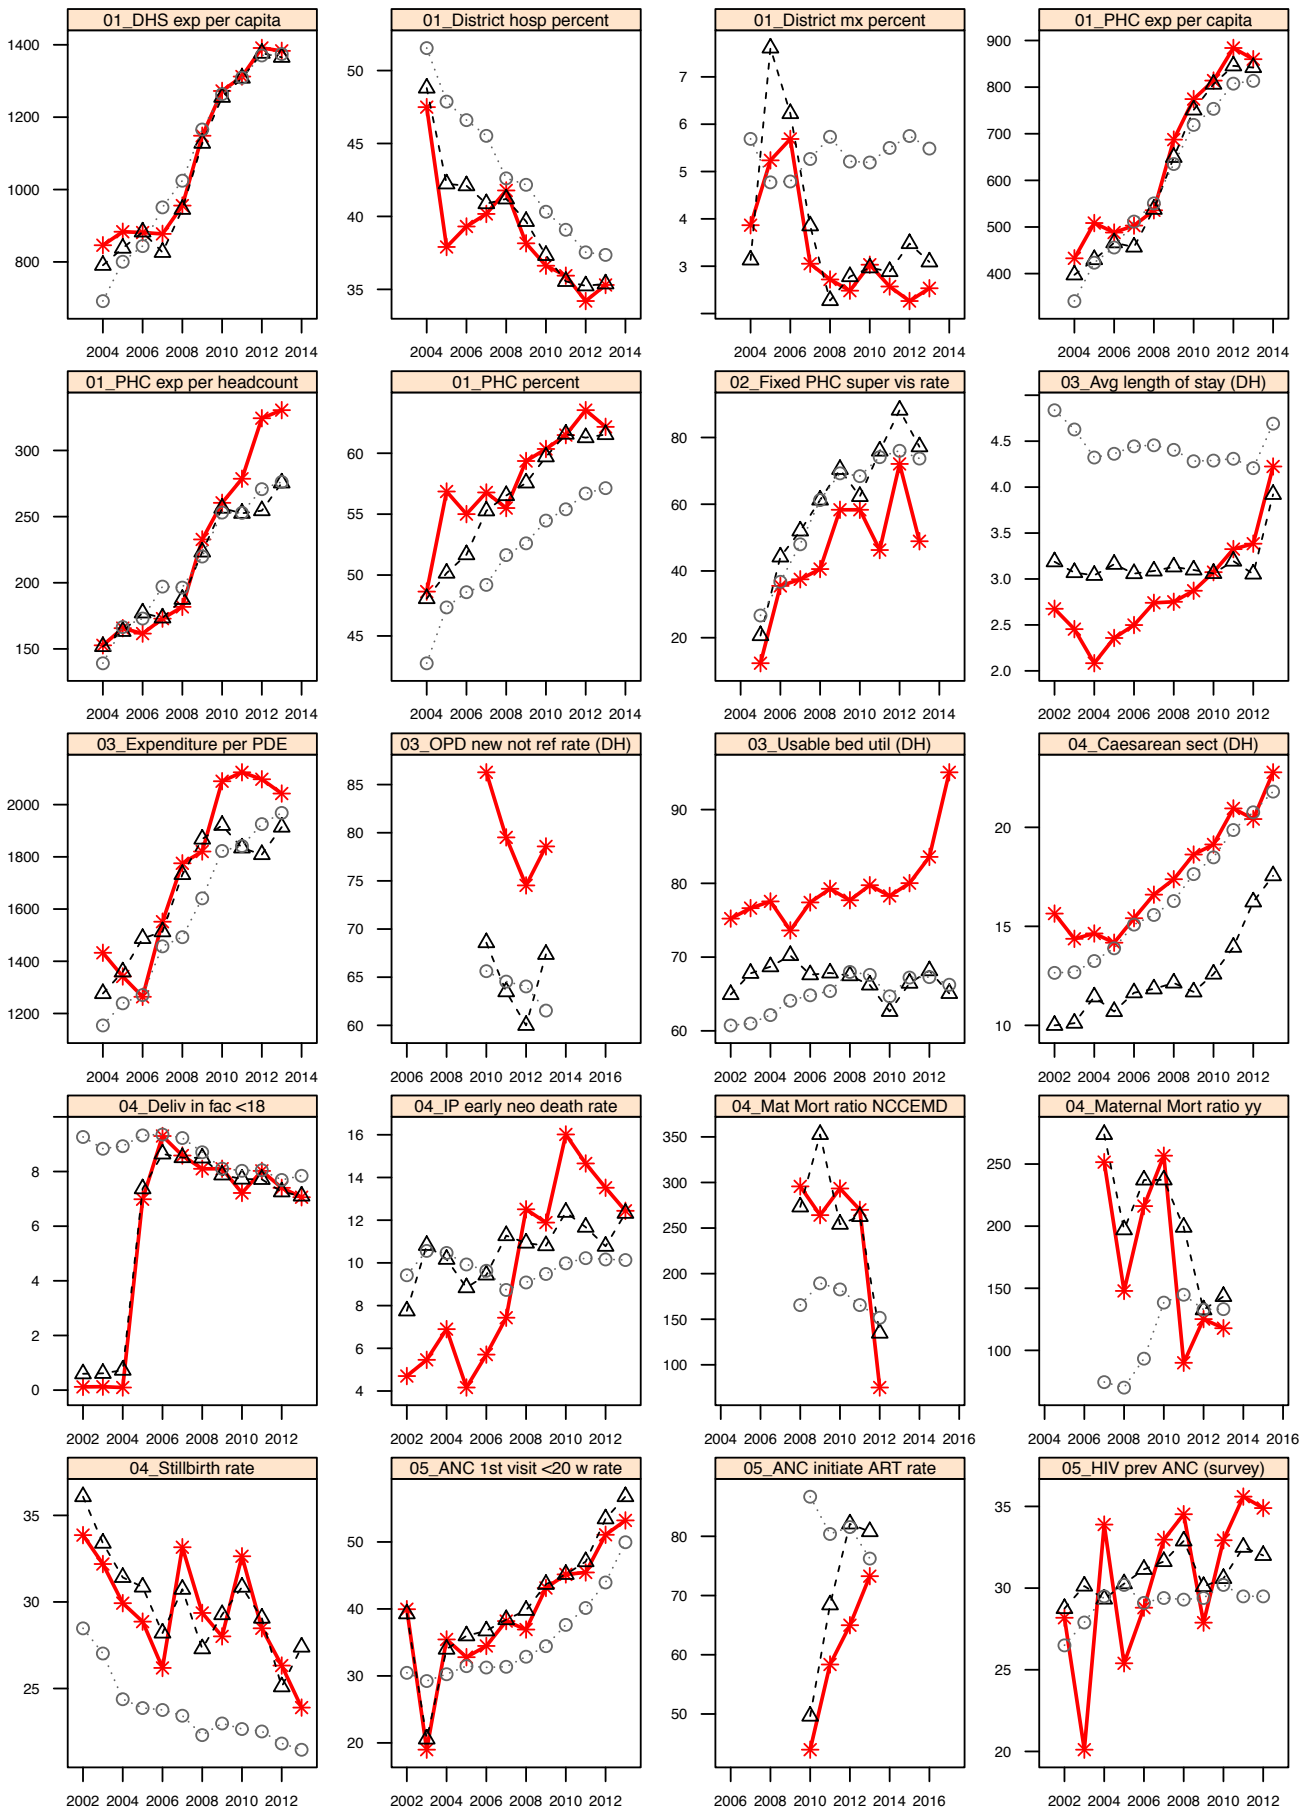 01_DHS exp per capita 01_District hosp percent 01_District mx percent 01_PHC exp per capita
1400 50 7 900
1200 45 6 800
1000 40 5 700
800 35 4 600
3 500
400
2004 2006 2008 2010 2012 2014 2004 2006 2008 2010 2012 2014 2004 2006 2008 2010 2012 2014 2004 2006 2008 2010 2012 2014
01_PHC exp per headcount 01_PHC percent 02_Fixed PHC super vis rate 03_Avg length of stay (DH)
300 60 80 4.5
250 55 60 4.0
200 50 40 3.5
150 45 20 3.0
2.5
2.0
2004 2006 2008 2010 2012 2014 2004 2006 2008 2010 2012 2014 2004 2006 2008 2010 2012 2014 2002 2004 2006 2008 2010 2012
03_Expenditure per PDE 03_OPD new not ref rate (DH) 03_Usable bed util (DH) 04_Caesarean sect (DH)
2000 85 90 20
1800 80 80 15
1600 75 70 10
1400 70 60
1200 65
60
2004 2006 2008 2010 2012 2014 2006 2008 2010 2012 2014 2016 2002 2004 2006 2008 2010 2012 2002 2004 2006 2008 2010 2012
04_Deliv in fac <18 04_IP early neo death rate 04_Mat Mort ratio NCCEMD 04_Maternal Mort ratio yy
8 16 350 250
6 14 300 200
4 12 250 150
2 10 200 100
0 8 150
6 100
4
2002 2004 2006 2008 2010 2012 2002 2004 2006 2008 2010 2012 2004 2006 2008 2010 2012 2014 2016 2004 2006 2008 2010 2012 2014 2016
04_Stillbirth rate 05_ANC 1st visit <20 w rate 05_ANC initiate ART rate 05_HIV prev ANC (survey)
35 50 80 35
30 40 70 30
25 30 60 25
20 50 20
2002 2004 2006 2008 2010 2012 2002 2004 2006 2008 2010 2012 2006 2008 2010 2012 2014 2016 2002 2004 2006 2008 2010 2012